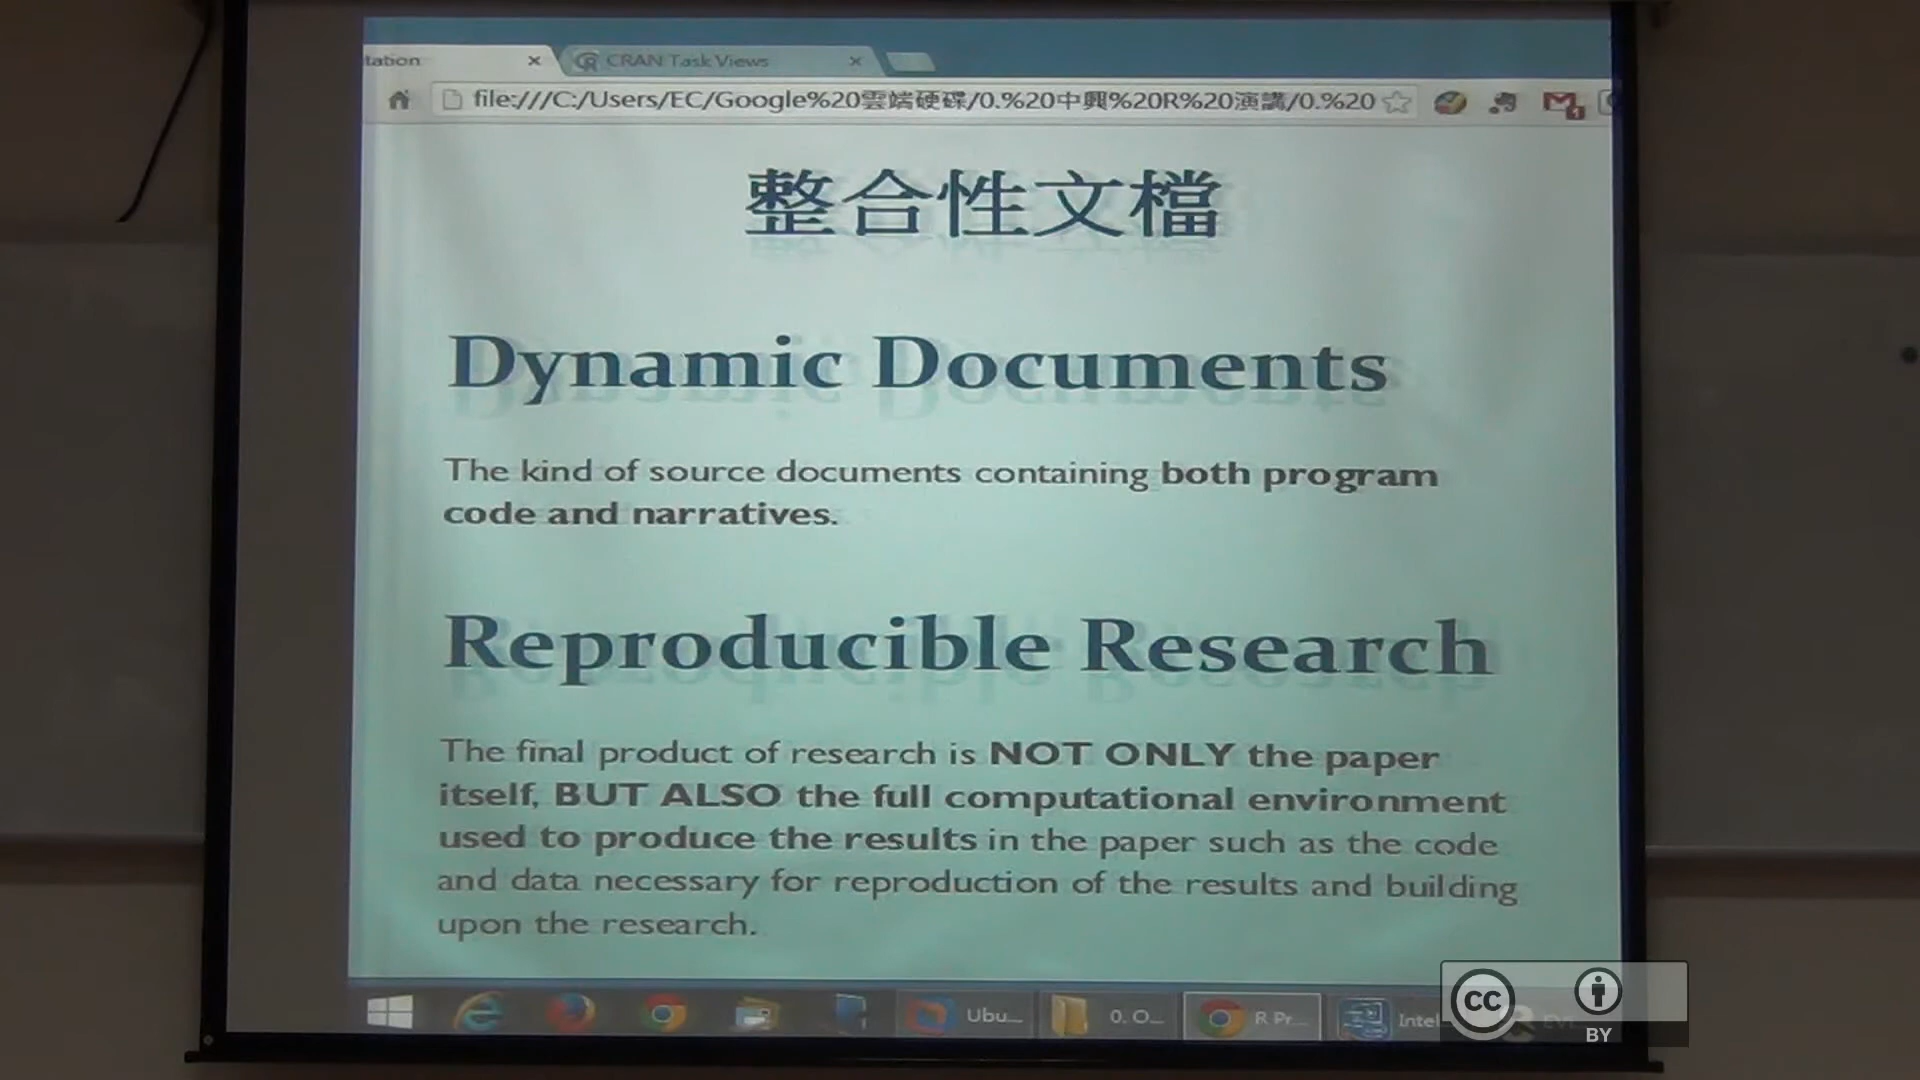 tation
CRAN Task Views
file:///C:/Users/EC/Google%20雲端硬碟/0.%20中興%20R%20演講/0.%20
整合性文檔
Dynamic Documents
The kind of source documents containing both program
code and narratives.
Reproducible Research
The final product of research is NOT ONLY the paper
itself, BUT ALSO the full computational environment
used to produce the results in the paper such as the code
and data necessary for reproduction of the results and building
upon the research.
Ubu...
0. O...
R Pr...
Intel
cc
BY